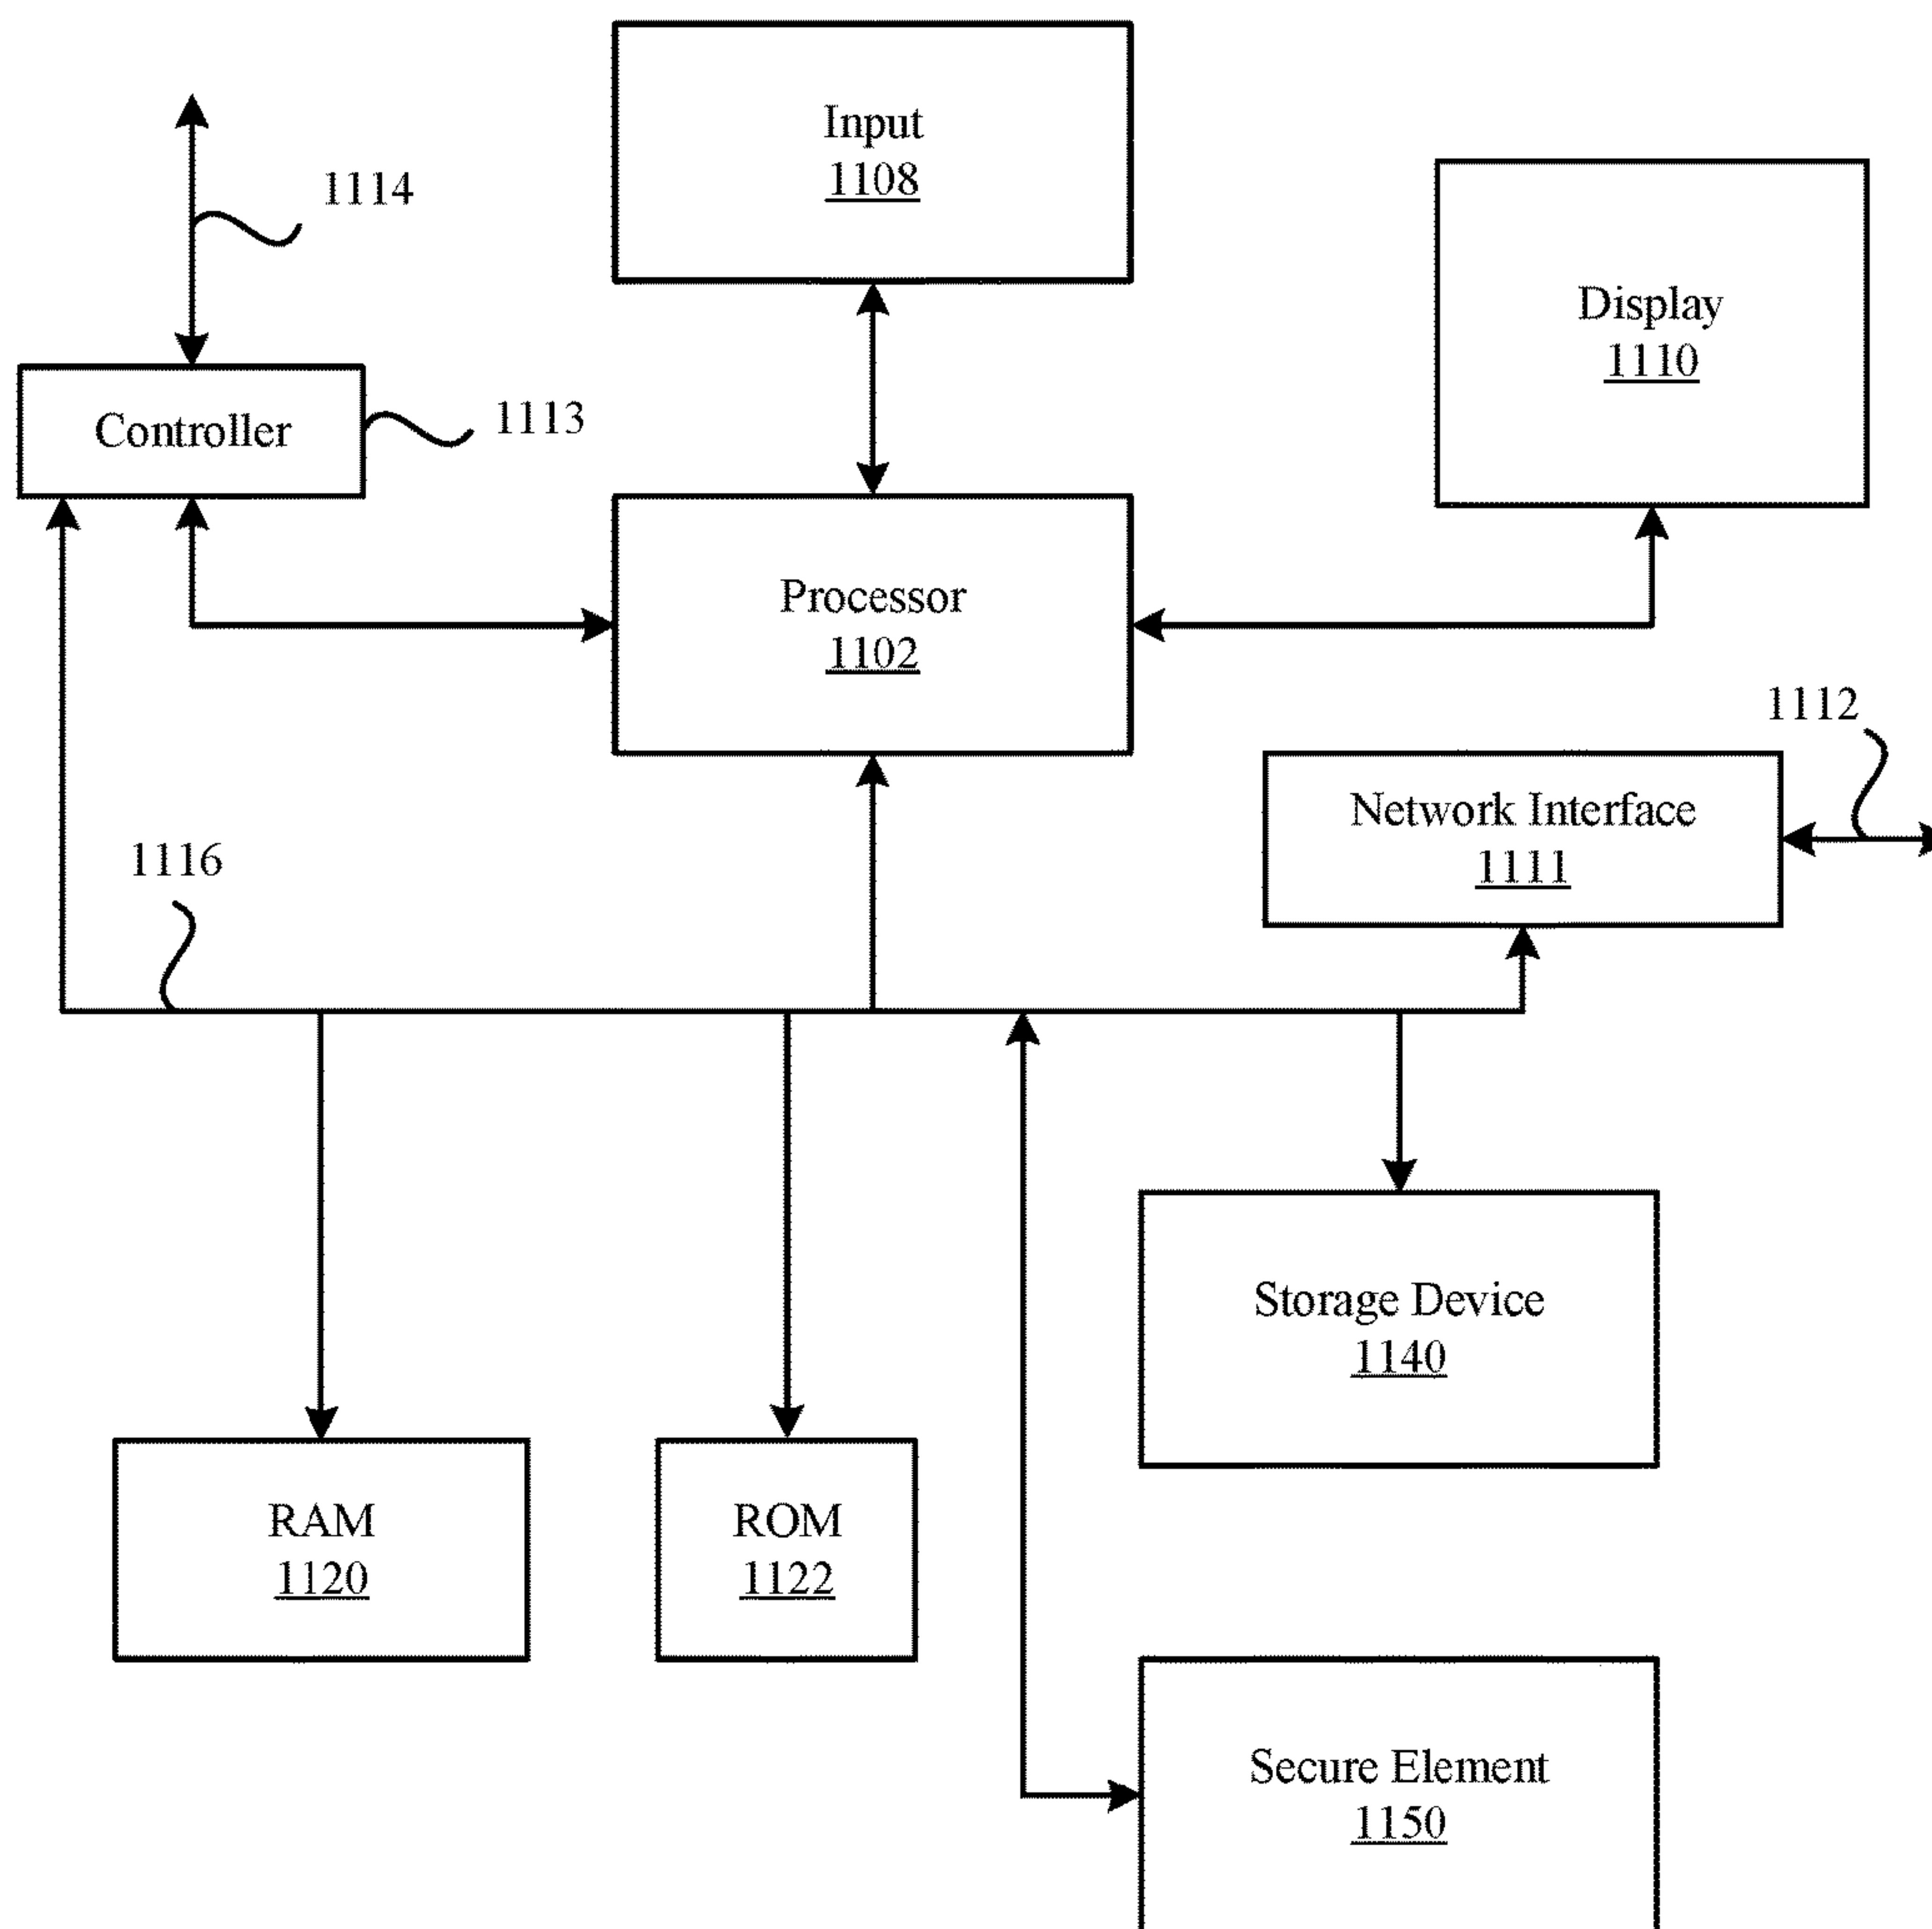 Input
1108
1114
Display
1110
Controller
1113
Processor
1102
1112
Network Interface
1111
1116
Storage Device
1140
RAM
1120
ROM
1122
Secure Element
1150